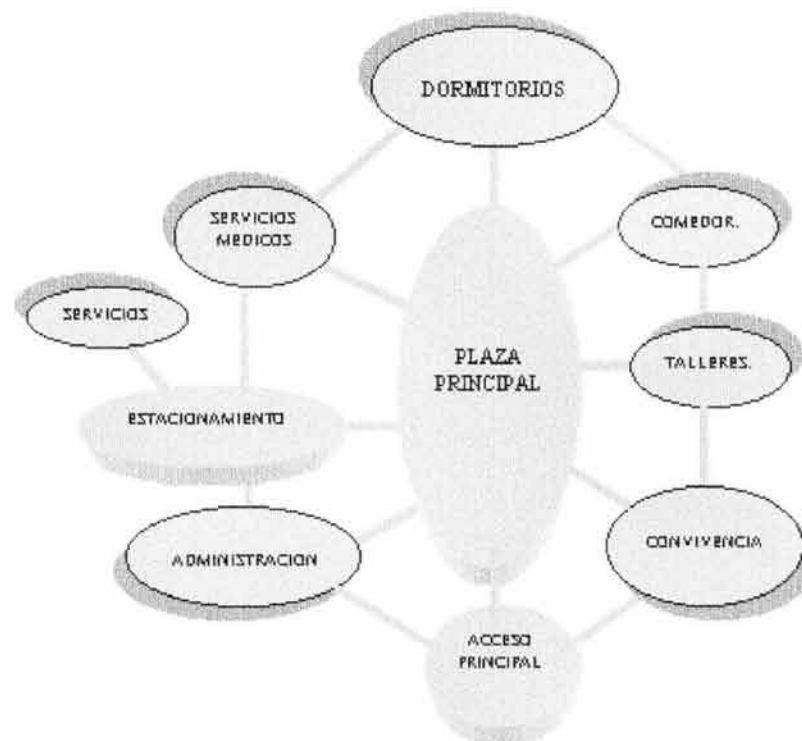 DORMITORIOS
SERVICIOS
MEDICOS
COMEDOR.
SERVICIOS
PLAZA
PRINCIPAL
TALLERES.
ESTACIONAMIENTO
ADMINISTRACION
CONVIVENCIA
ACCESO
PRINCIPAL